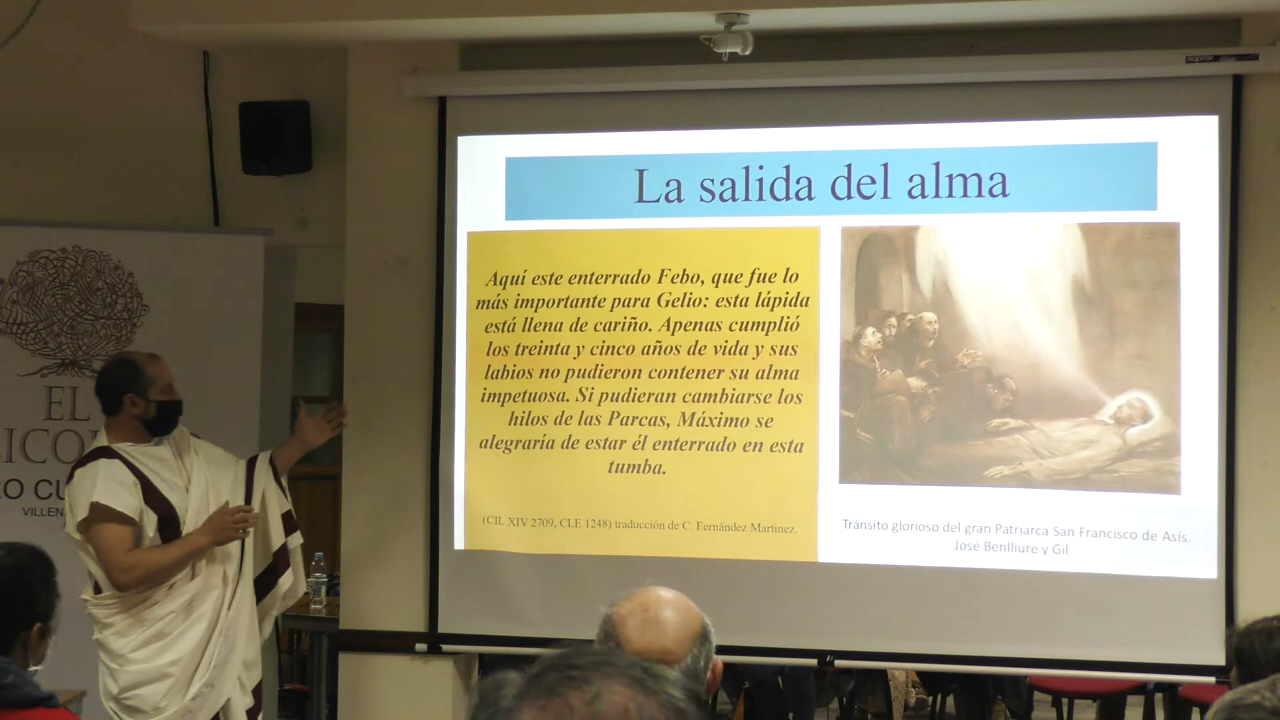 La salida del alma
Aquí este enterrado Febo, que fue lo
más importante para Gelio: esta lápida
está llena de cariño. Apenas cumplió
los treinta y cinco años de vida y sus
labios no pudieron contener su alma
impetuosa. Si pudieran cambiarse los
hilos de las Parcas, Máximo se
alegraría de estar él enterrado en esta
tumba.
(CIL XIV 2709, CLE 1248) traducción de C. Fernández Martínez.
Tránsito glorioso del gran Patriarca San Francisco de Asís.
José Benlliure y Gil
EL